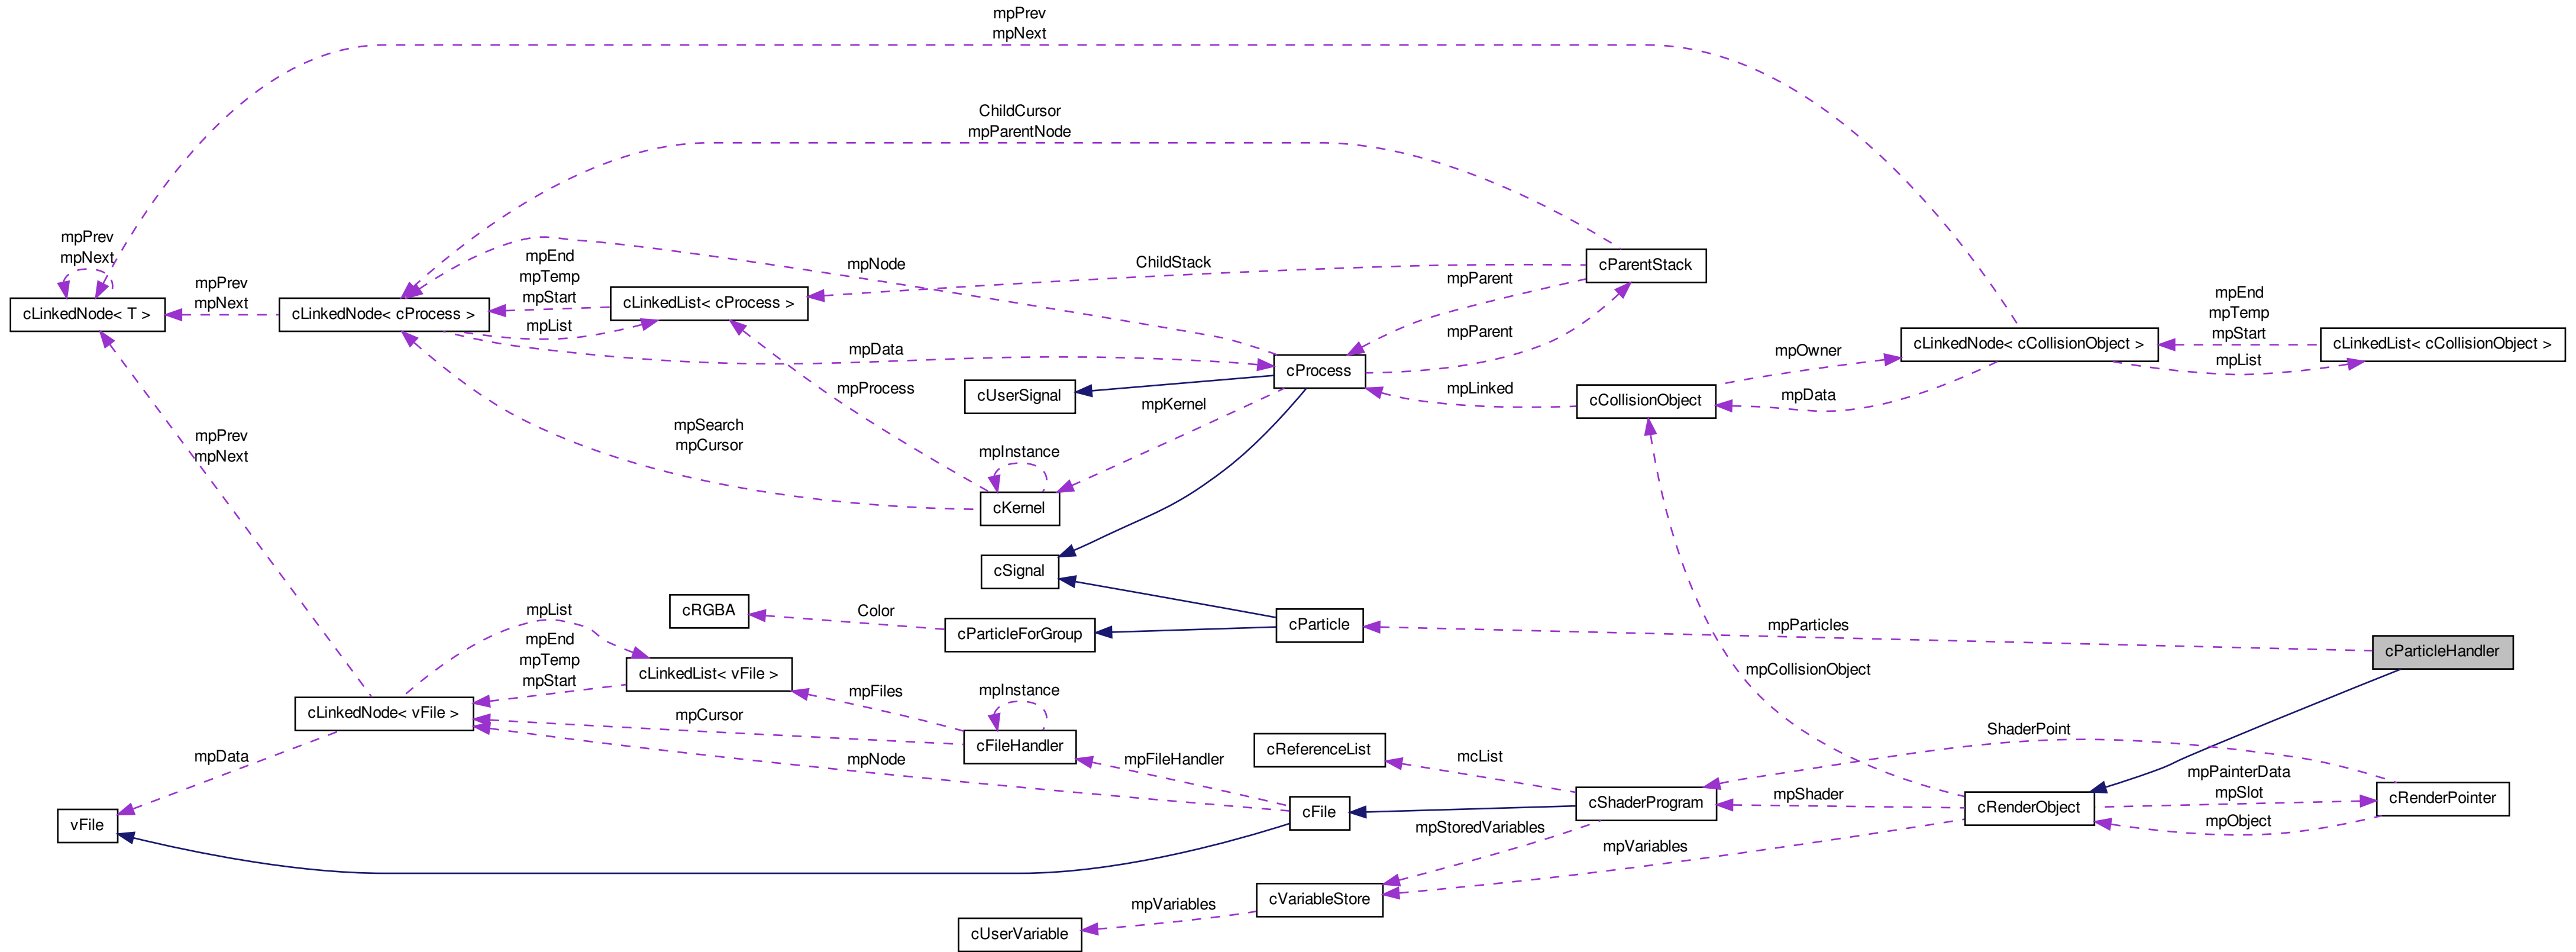 mpPrev
mpNext
ChildCursor
mpParentNode
mpPrev
mpNext
mpPrev
mpNext
mpEnd
mpTemp
mpStart
mpNode
ChildStack
cParentStack
mpParent
mpEnd
mpTemp
mpStart
cLinkedNode< T >
cLinkedNode< cProcess >
cLinkedList< cProcess >
mpList
mpParent
cLinkedNode< cCollisionObject >
cLinkedList< cCollisionObject >
mpData
mpOwner
mpList
cProcess
cUserSignal
mpProcess
mpKernel
mpLinked
cCollisionObject
mpData
mpPrev
mpNext
mpSearch
mpCursor
mpInstance
cKernel
cSignal
mpList
cRGBA
Color
cParticleForGroup
cParticle
mpParticles
cParticleHandler
mpEnd
mpTemp
mpStart
cLinkedList< vFile >
mpCollisionObject
cLinkedNode< vFile >
mpFiles
mpInstance
mpCursor
cFileHandler
mpData
mpNode
mpFileHandler
cReferenceList
mcList
ShaderPoint
mpPainterData
mpSlot
cRenderPointer
mpShader
cShaderProgram
cRenderObject
mpObject
vFile
cFile
mpStoredVariables
mpVariables
cVariableStore
mpVariables
cUserVariable